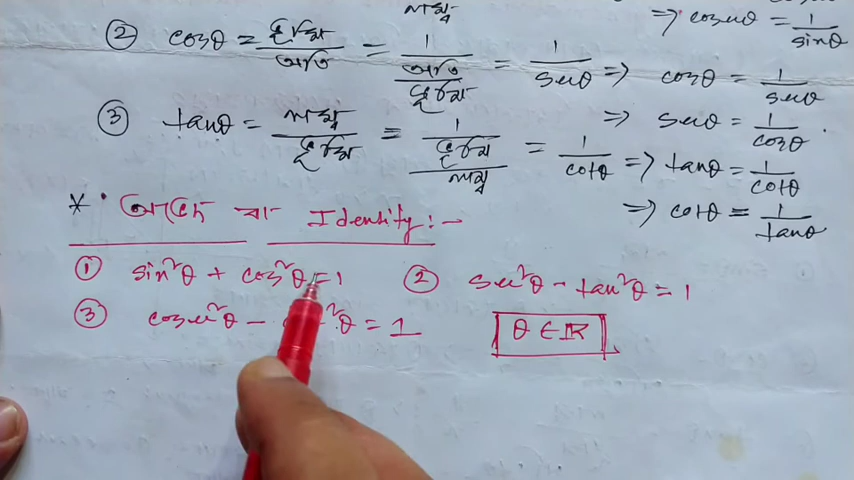 ⇒ cosecθ = 1/sinθ
② cosθ = ভূমি/অতি = 1/(অতি/ভূমি) = 1/secθ ⇒ cosθ = 1/secθ
⇒ secθ = 1/cosθ
③ tanθ = লম্ব/ভূমি = 1/(ভূমি/লম্ব) = 1/cotθ ⇒ tanθ = 1/cotθ
⇒ cotθ = 1/tanθ
* অভেদ বা Identity :-
① sin²θ + cos²θ = 1 ② sec²θ - tan²θ = 1
③ cosec²θ - ²θ = 1 θ ∈ ℝ